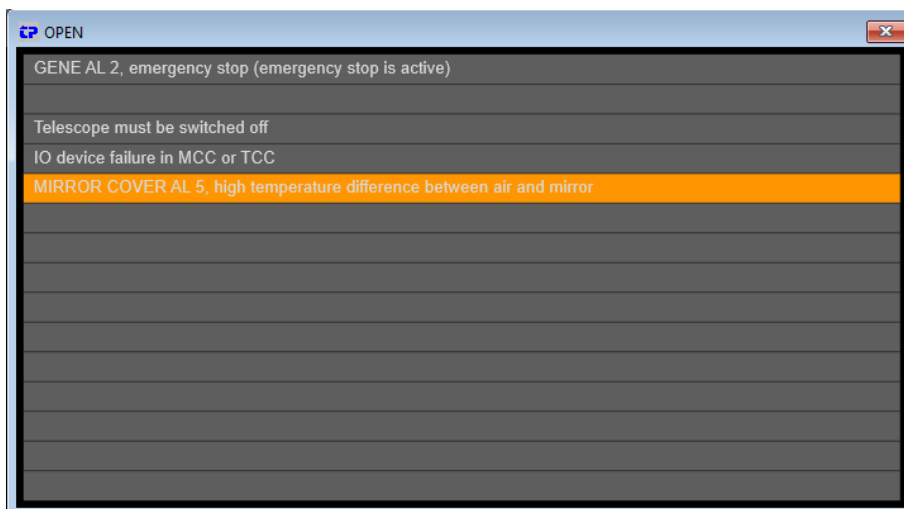 tP OPEN
GENE AL 2, emergency stop (emergency stop is active)
Telescope must be switched off
IO device failure in MCC or TCC
MIRROR COVER AL 5, high temperature difference between air and mirror